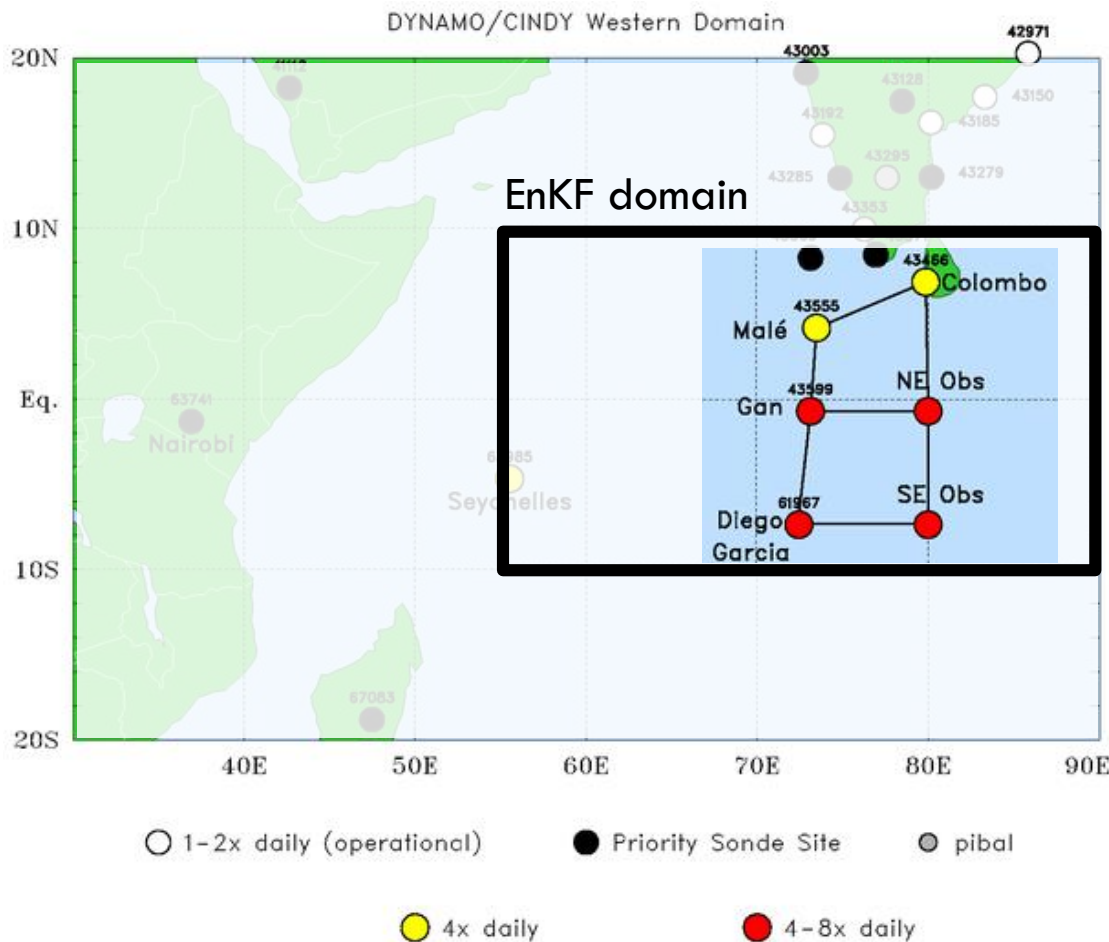 DYNAMO/CINDY Western Domain
42971
20N
43003
41112
43128
43150
43192
43185
43295
43285
43279
EnKF domain
43353
10N
43466
Colombo
43555
Malé
NE Obs
43599
Eq.
Gan
63741
Nairobi
Seychelles
SE Obs
61967
Diego
Garcia
10S
67083
20S
40E 50E 60E 70E 80E 90E
1-2x daily (operational) Priority Sonde Site pibal
4x daily 4-8x daily